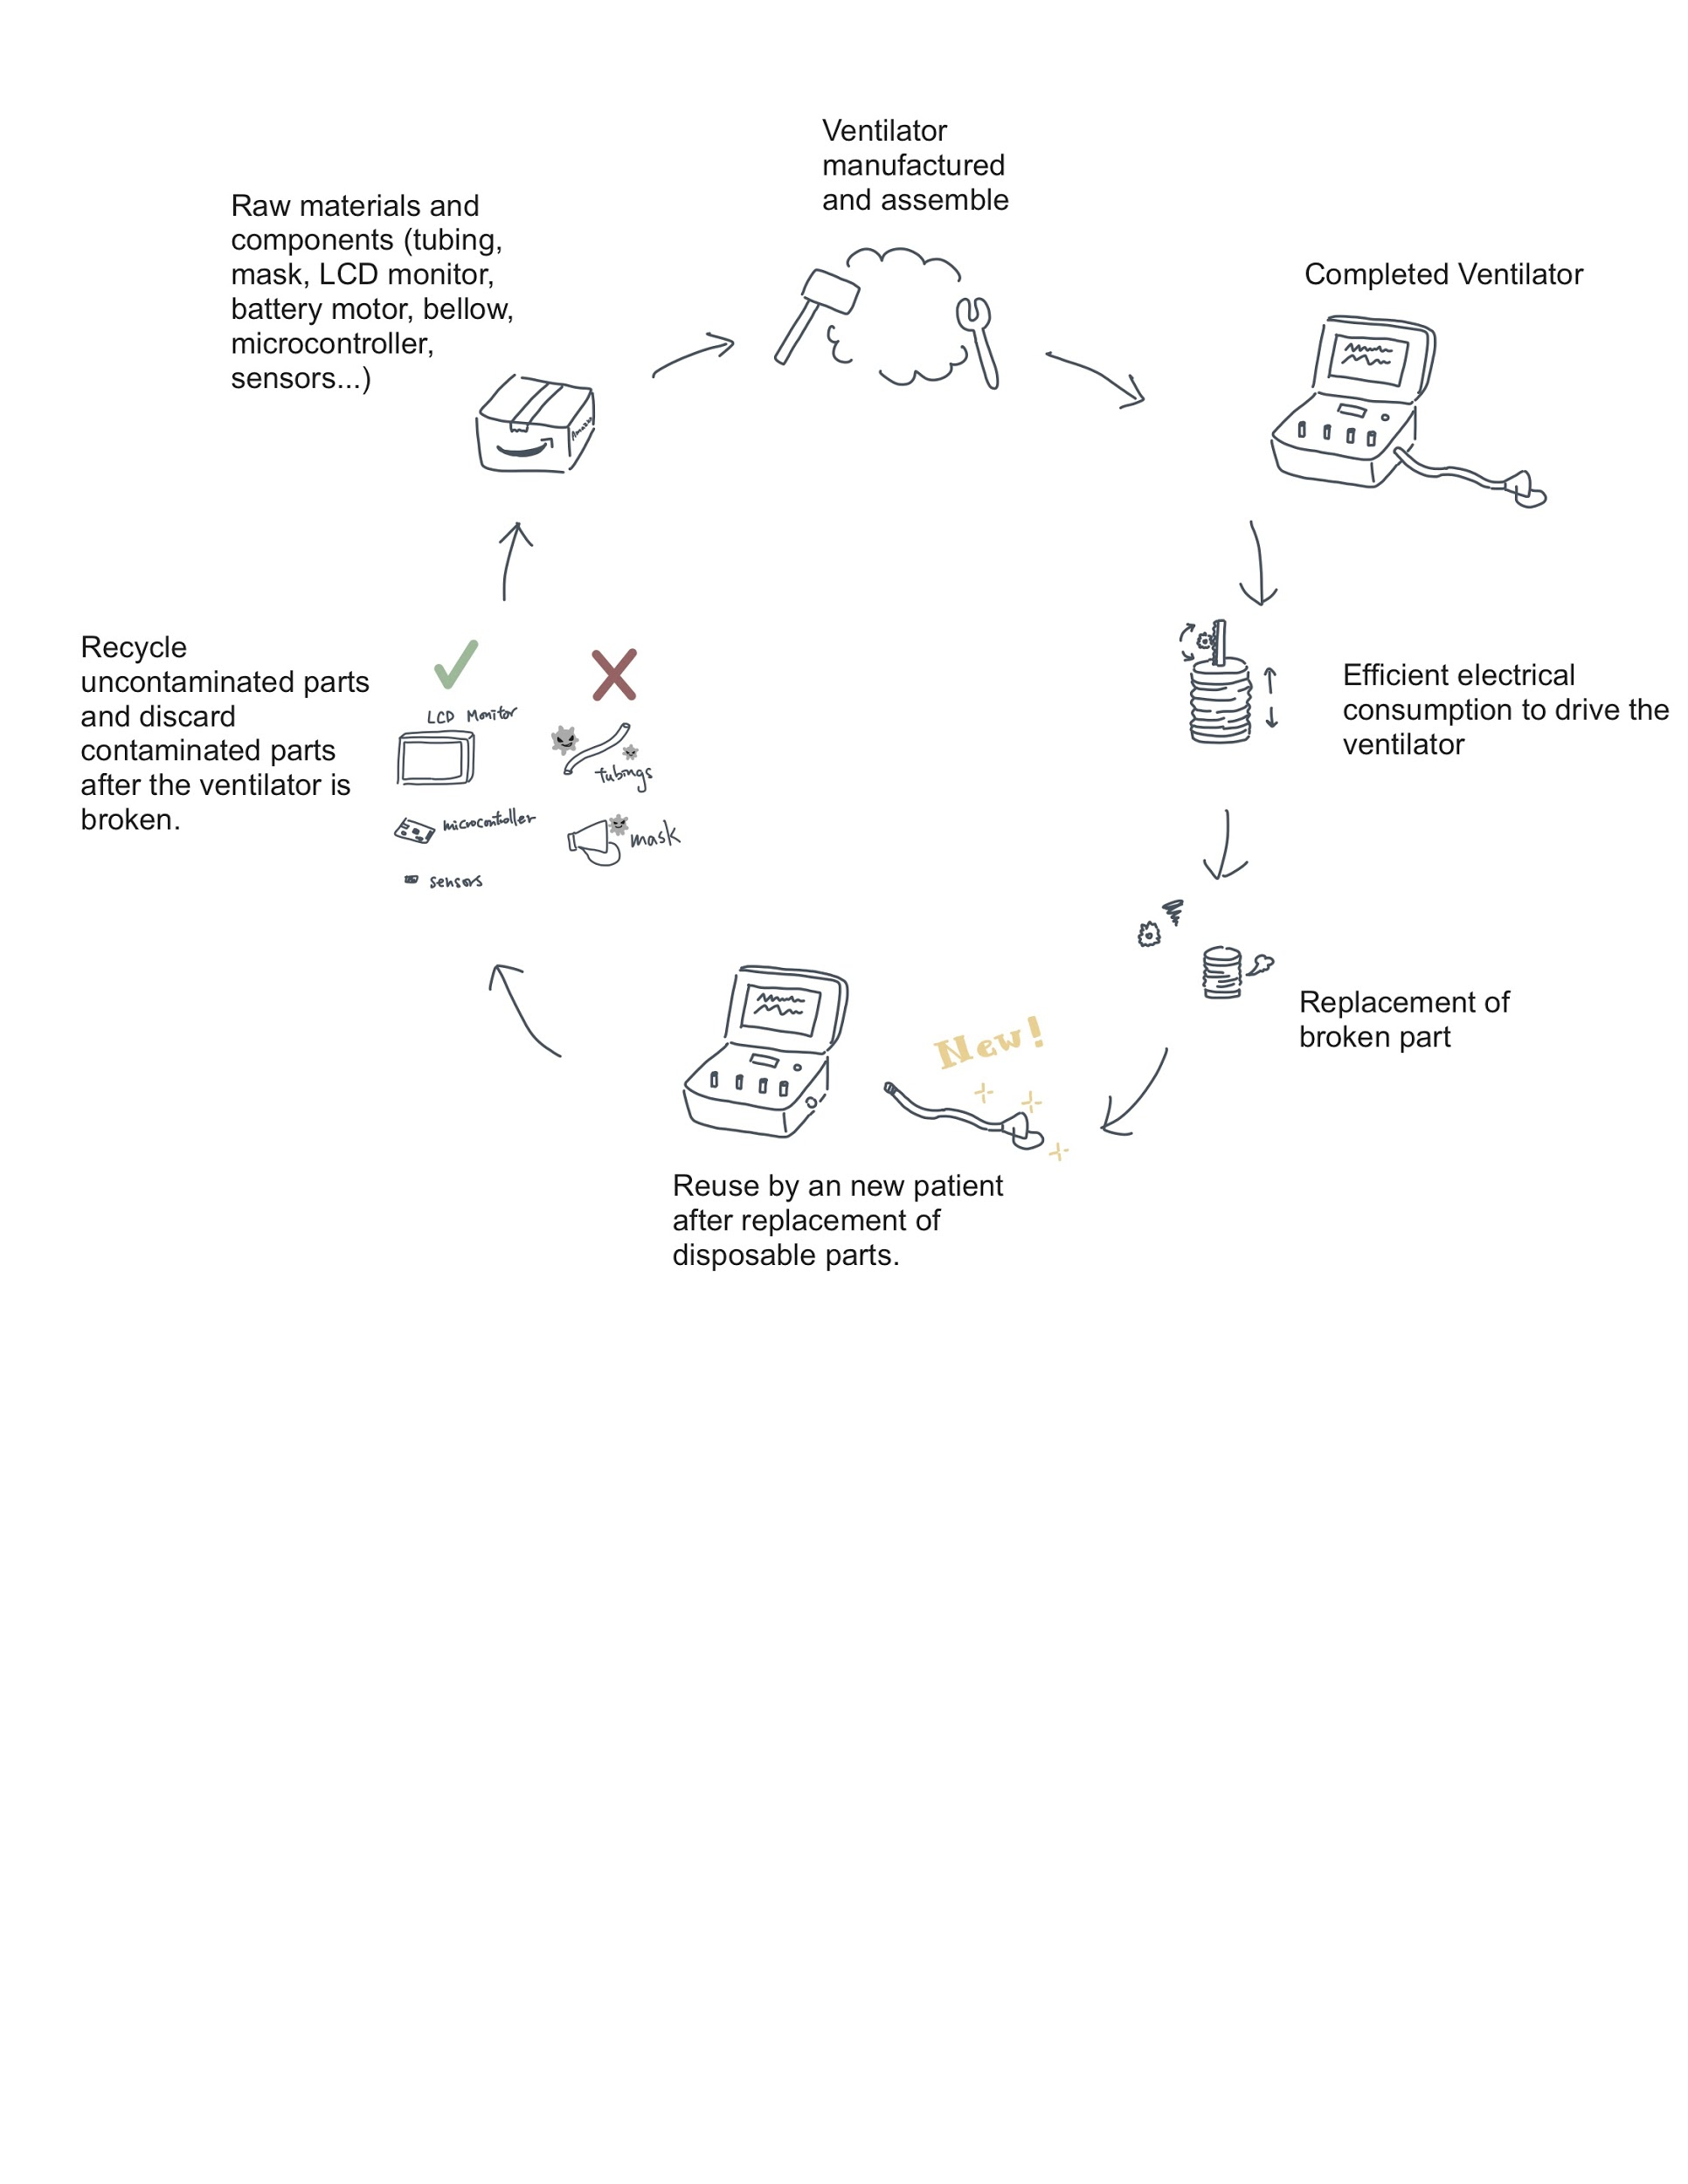 Ventilator
manufactured
and assemble
Raw materials and
components (tubing,
mask, LCD monitor,
battery motor, bellow,
microcontroller,
sensors...)
Amazon
Completed Ventilator
Efficient electrical
consumption to drive the
ventilator
Replacement of
broken part
New!
Reuse by an new patient
after replacement of
disposable parts.
Recycle
uncontaminated parts
and discard
contaminated parts
after the ventilator is
broken.
LCD Monitor
microcontroller
sensors
tubings
mask